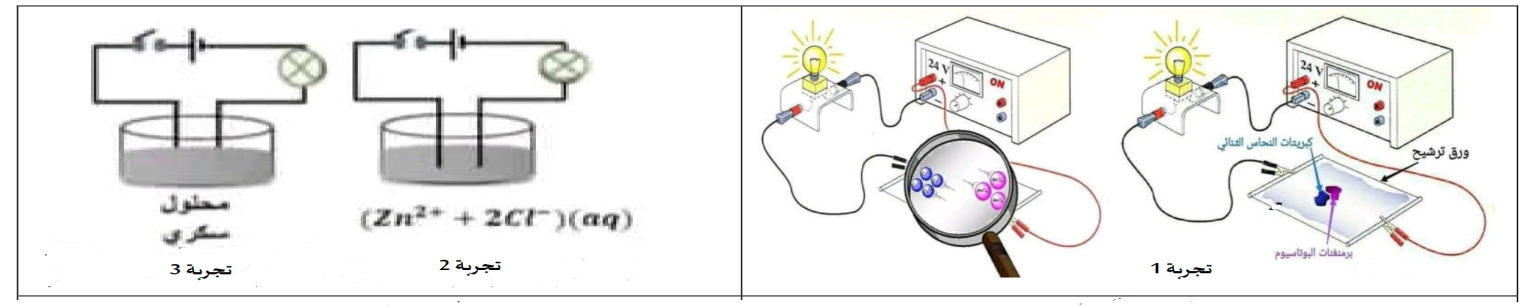 24 V
+
−
ON
كبريتات النحاس الثنائي
ورق ترشيح
برمنغنات البوتاسيوم
تجربة 1
24 V
+
−
ON
(Zn²⁺ + 2Cl⁻)(aq)
تجربة 2
محلول
سكري
تجربة 3